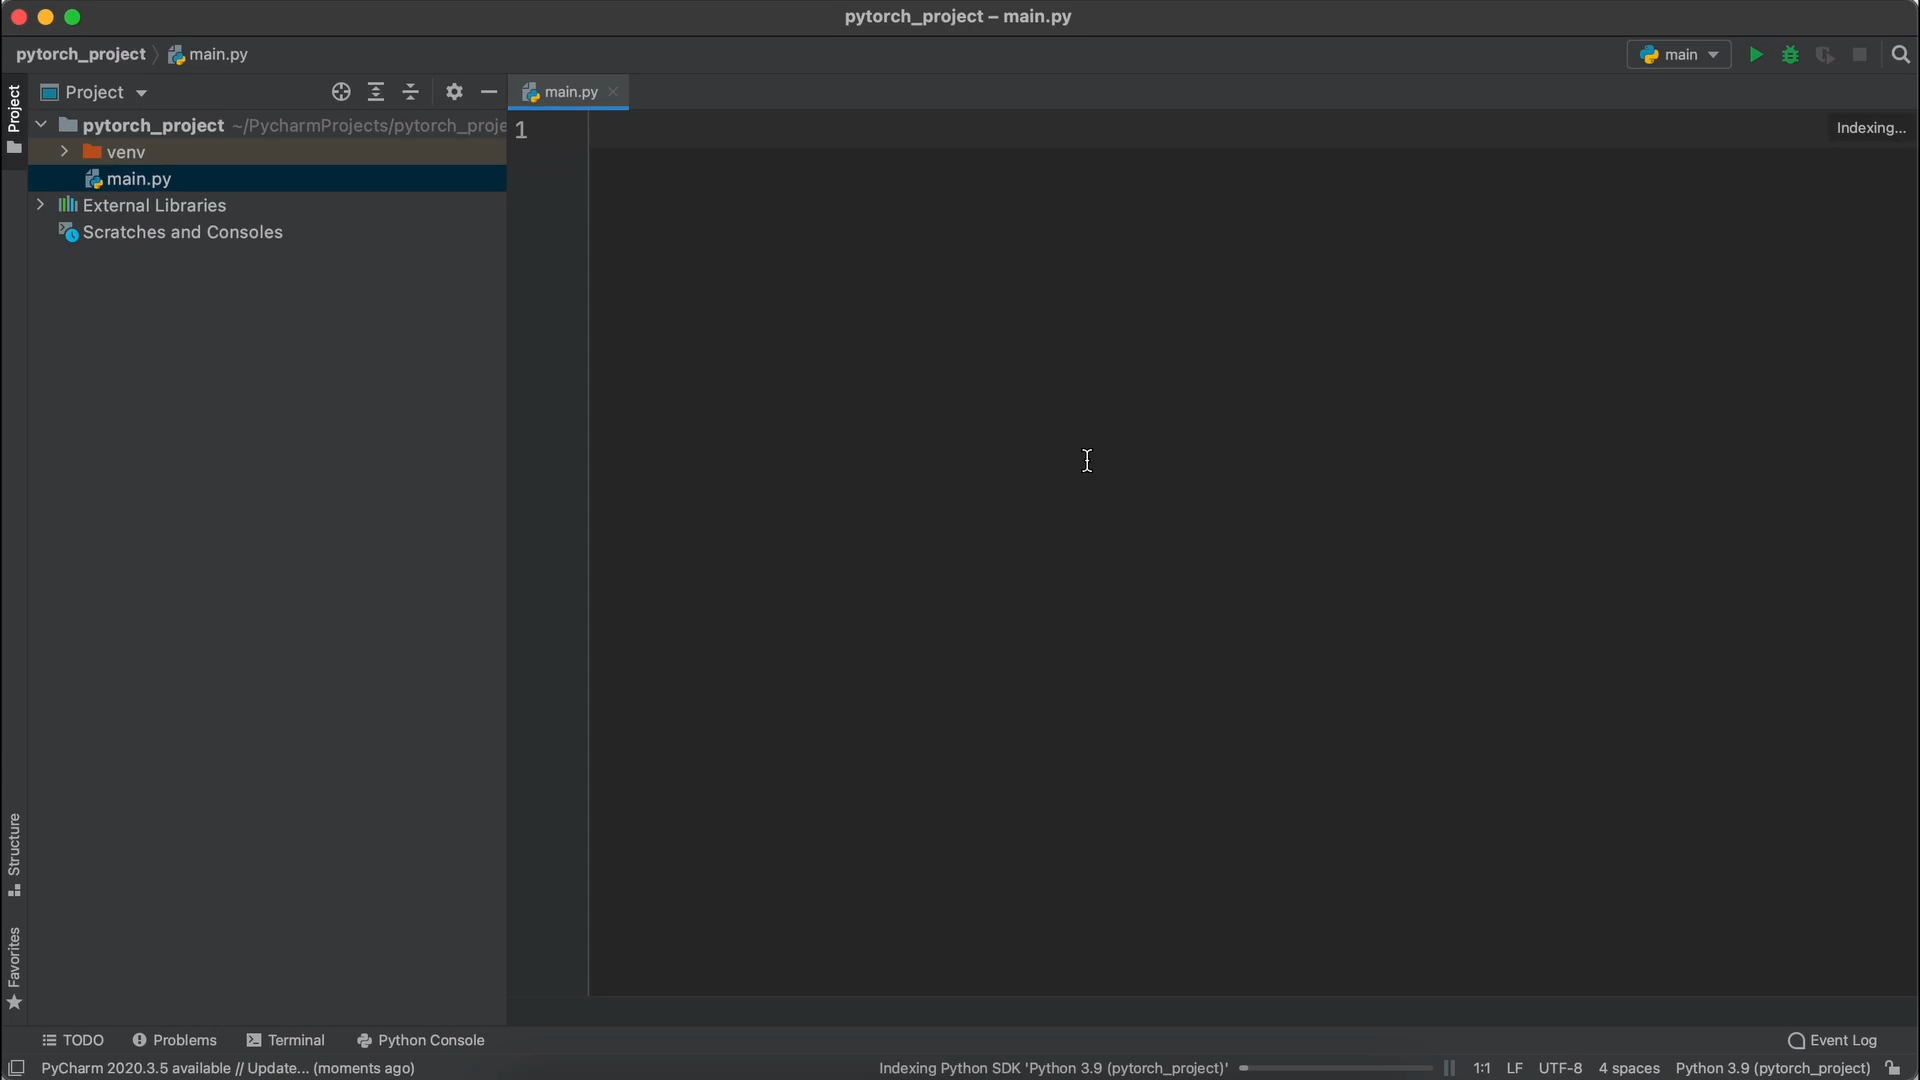 pytorch_project – main.py
pytorch_project main.py
main
Project
Project
main.py
pytorch_project ~/PycharmProjects/pytorch_proje
1
Indexing...
venv
main.py
External Libraries
Scratches and Consoles
Structure
Favorites
TODO Problems Terminal Python Console
Event Log
PyCharm 2020.3.5 available // Update... (moments ago)
Indexing Python SDK 'Python 3.9 (pytorch_project)'
1:1 LF UTF-8 4 spaces Python 3.9 (pytorch_project)